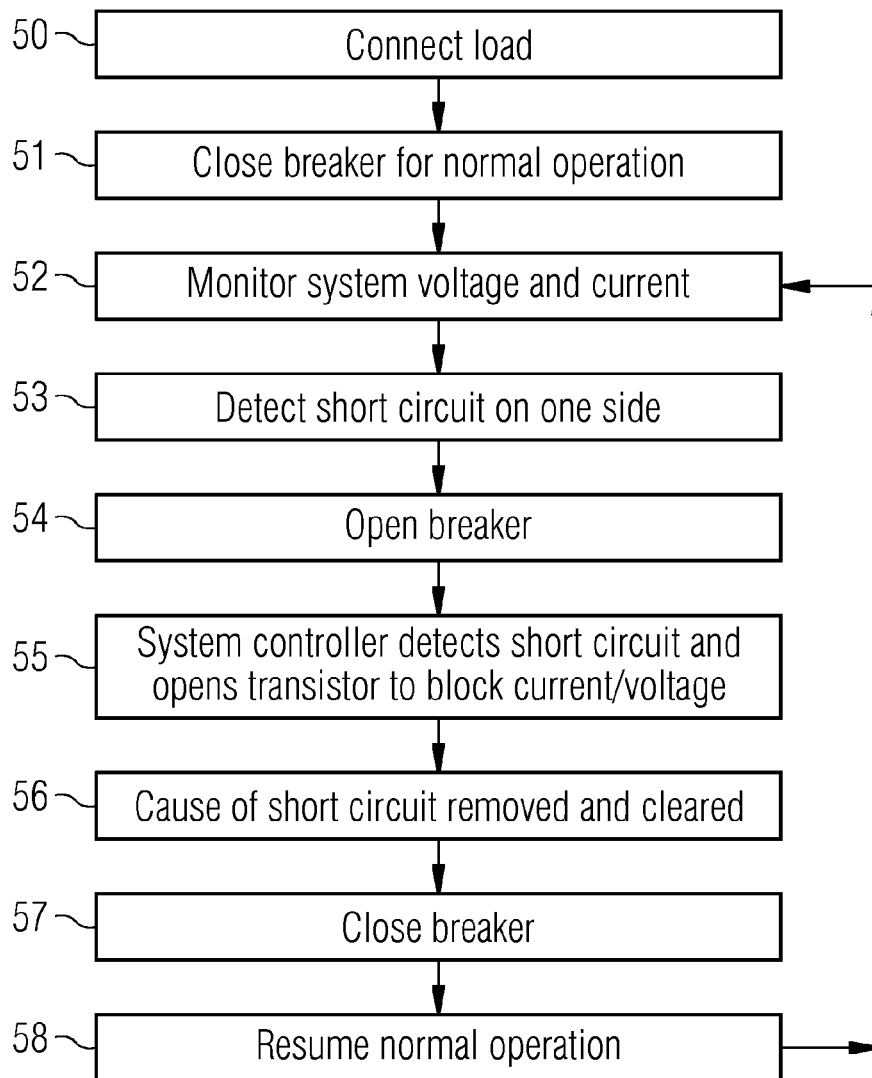 50
Connect load
51
Close breaker for normal operation
52
Monitor system voltage and current
53
Detect short circuit on one side
54
Open breaker
55
System controller detects short circuit and
opens transistor to block current/voltage
56
Cause of short circuit removed and cleared
57
Close breaker
58
Resume normal operation